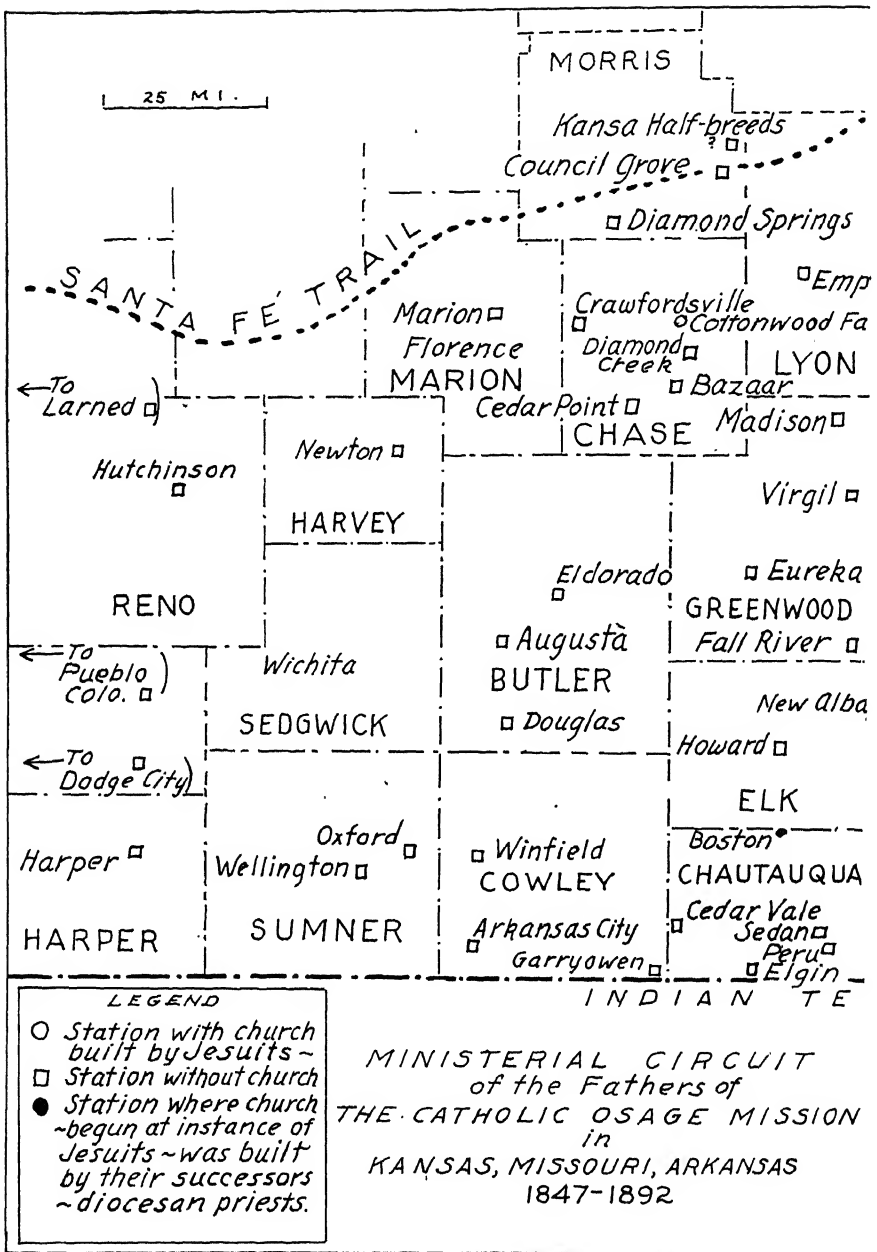 MORRIS
25 MI.
Kansa Half-breeds
?
Council Grove
Diamond Springs
SANTA FÉ TRAIL
Emp
Marion
Crawfordsville
Cottonwood Fa
Florence
Diamond
Creek
LYON
MARION
Bazaar
← To
Larned)
Cedar Point
Madison
CHASE
Newton
Hutchinson
Virgil
HARVEY
Eldorado
Eureka
RENO
GREENWOOD
Augusta
Fall River
← To
Pueblo
Colo.)
Wichita
BUTLER
New Alba
SEDGWICK
Douglas
Howard
← To
Dodge City)
ELK
Oxford
Boston
Harper
Wellington
Winfield
COWLEY
CHAUTAUQUA
Cedar Vale
HARPER
SUMNER
Arkansas City
Sedan
Peru
Garryowen
Elgin
INDIAN TE
LEGEND
○ Station with church
built by Jesuits ~
□ Station without church
● Station where church
~begun at instance of
Jesuits ~ was built
by their successors
~ diocesan priests.
MINISTERIAL CIRCUIT
of the Fathers of
THE CATHOLIC OSAGE MISSION
in
KANSAS, MISSOURI, ARKANSAS
1847-1892